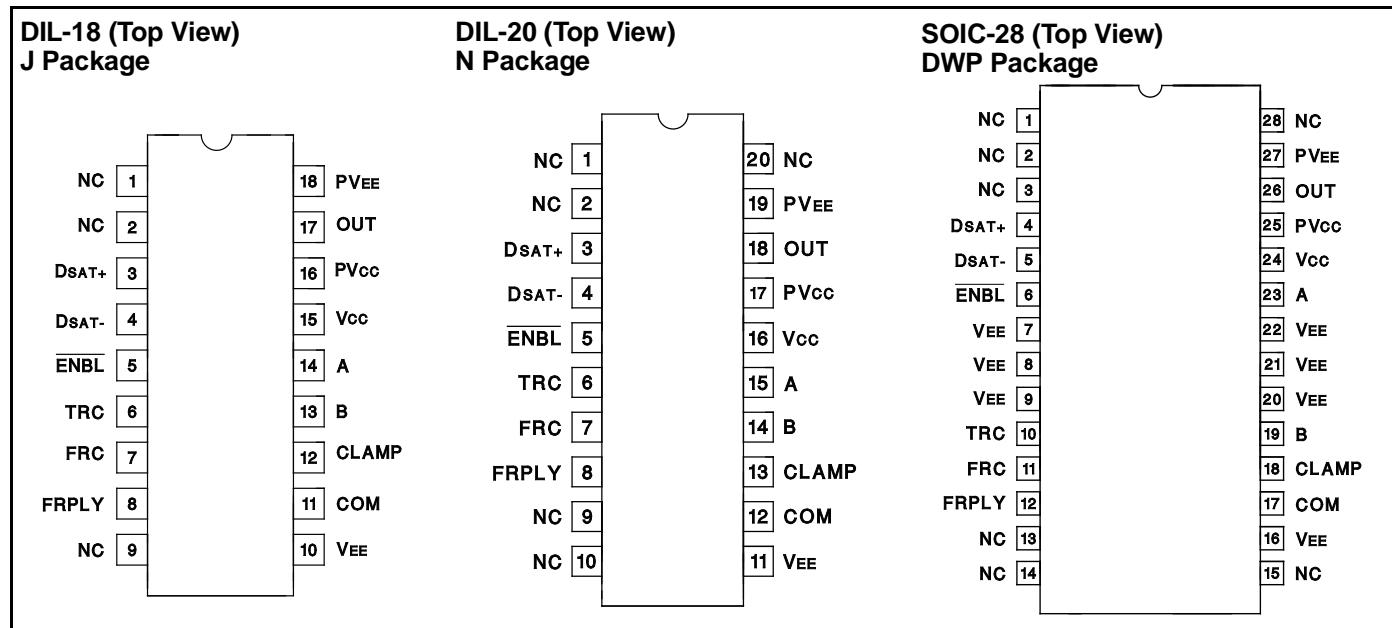 DIL-18 (Top View)
J Package
NC 1
NC 2
DSAT+ 3
DSAT- 4
ENBL 5
TRC 6
FRC 7
FRPLY 8
NC 9
18 PVEE
17 OUT
16 PVCC
15 VCC
14 A
13 B
12 CLAMP
11 COM
10 VEE
DIL-20 (Top View)
N Package
NC 1
NC 2
DSAT+ 3
DSAT- 4
ENBL 5
TRC 6
FRC 7
FRPLY 8
NC 9
NC 10
20 NC
19 PVEE
18 OUT
17 PVCC
16 VCC
15 A
14 B
13 CLAMP
12 COM
11 VEE
SOIC-28 (Top View)
DWP Package
NC 1
NC 2
NC 3
DSAT+ 4
DSAT- 5
ENBL 6
VEE 7
VEE 8
VEE 9
TRC 10
FRC 11
FRPLY 12
NC 13
NC 14
28 NC
27 PVEE
26 OUT
25 PVCC
24 VCC
23 A
22 VEE
21 VEE
20 VEE
19 B
18 CLAMP
17 COM
16 VEE
15 NC